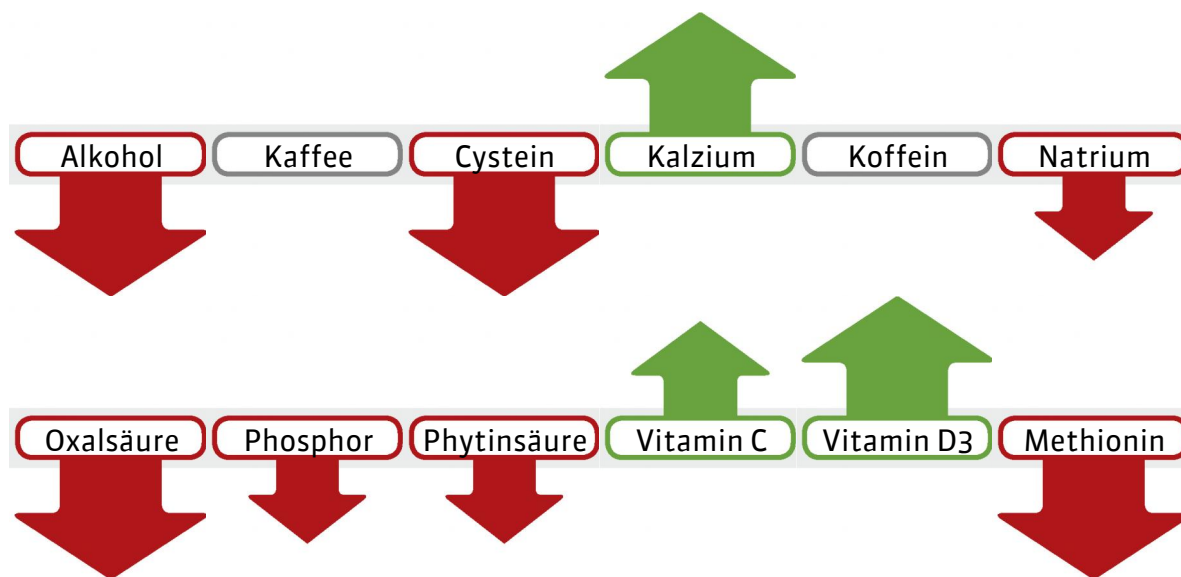 Alkohol Kaffee Cystein Kalzium Koffein Natrium
Oxalsäure Phosphor Phytinsäure Vitamin C Vitamin D3 Methionin